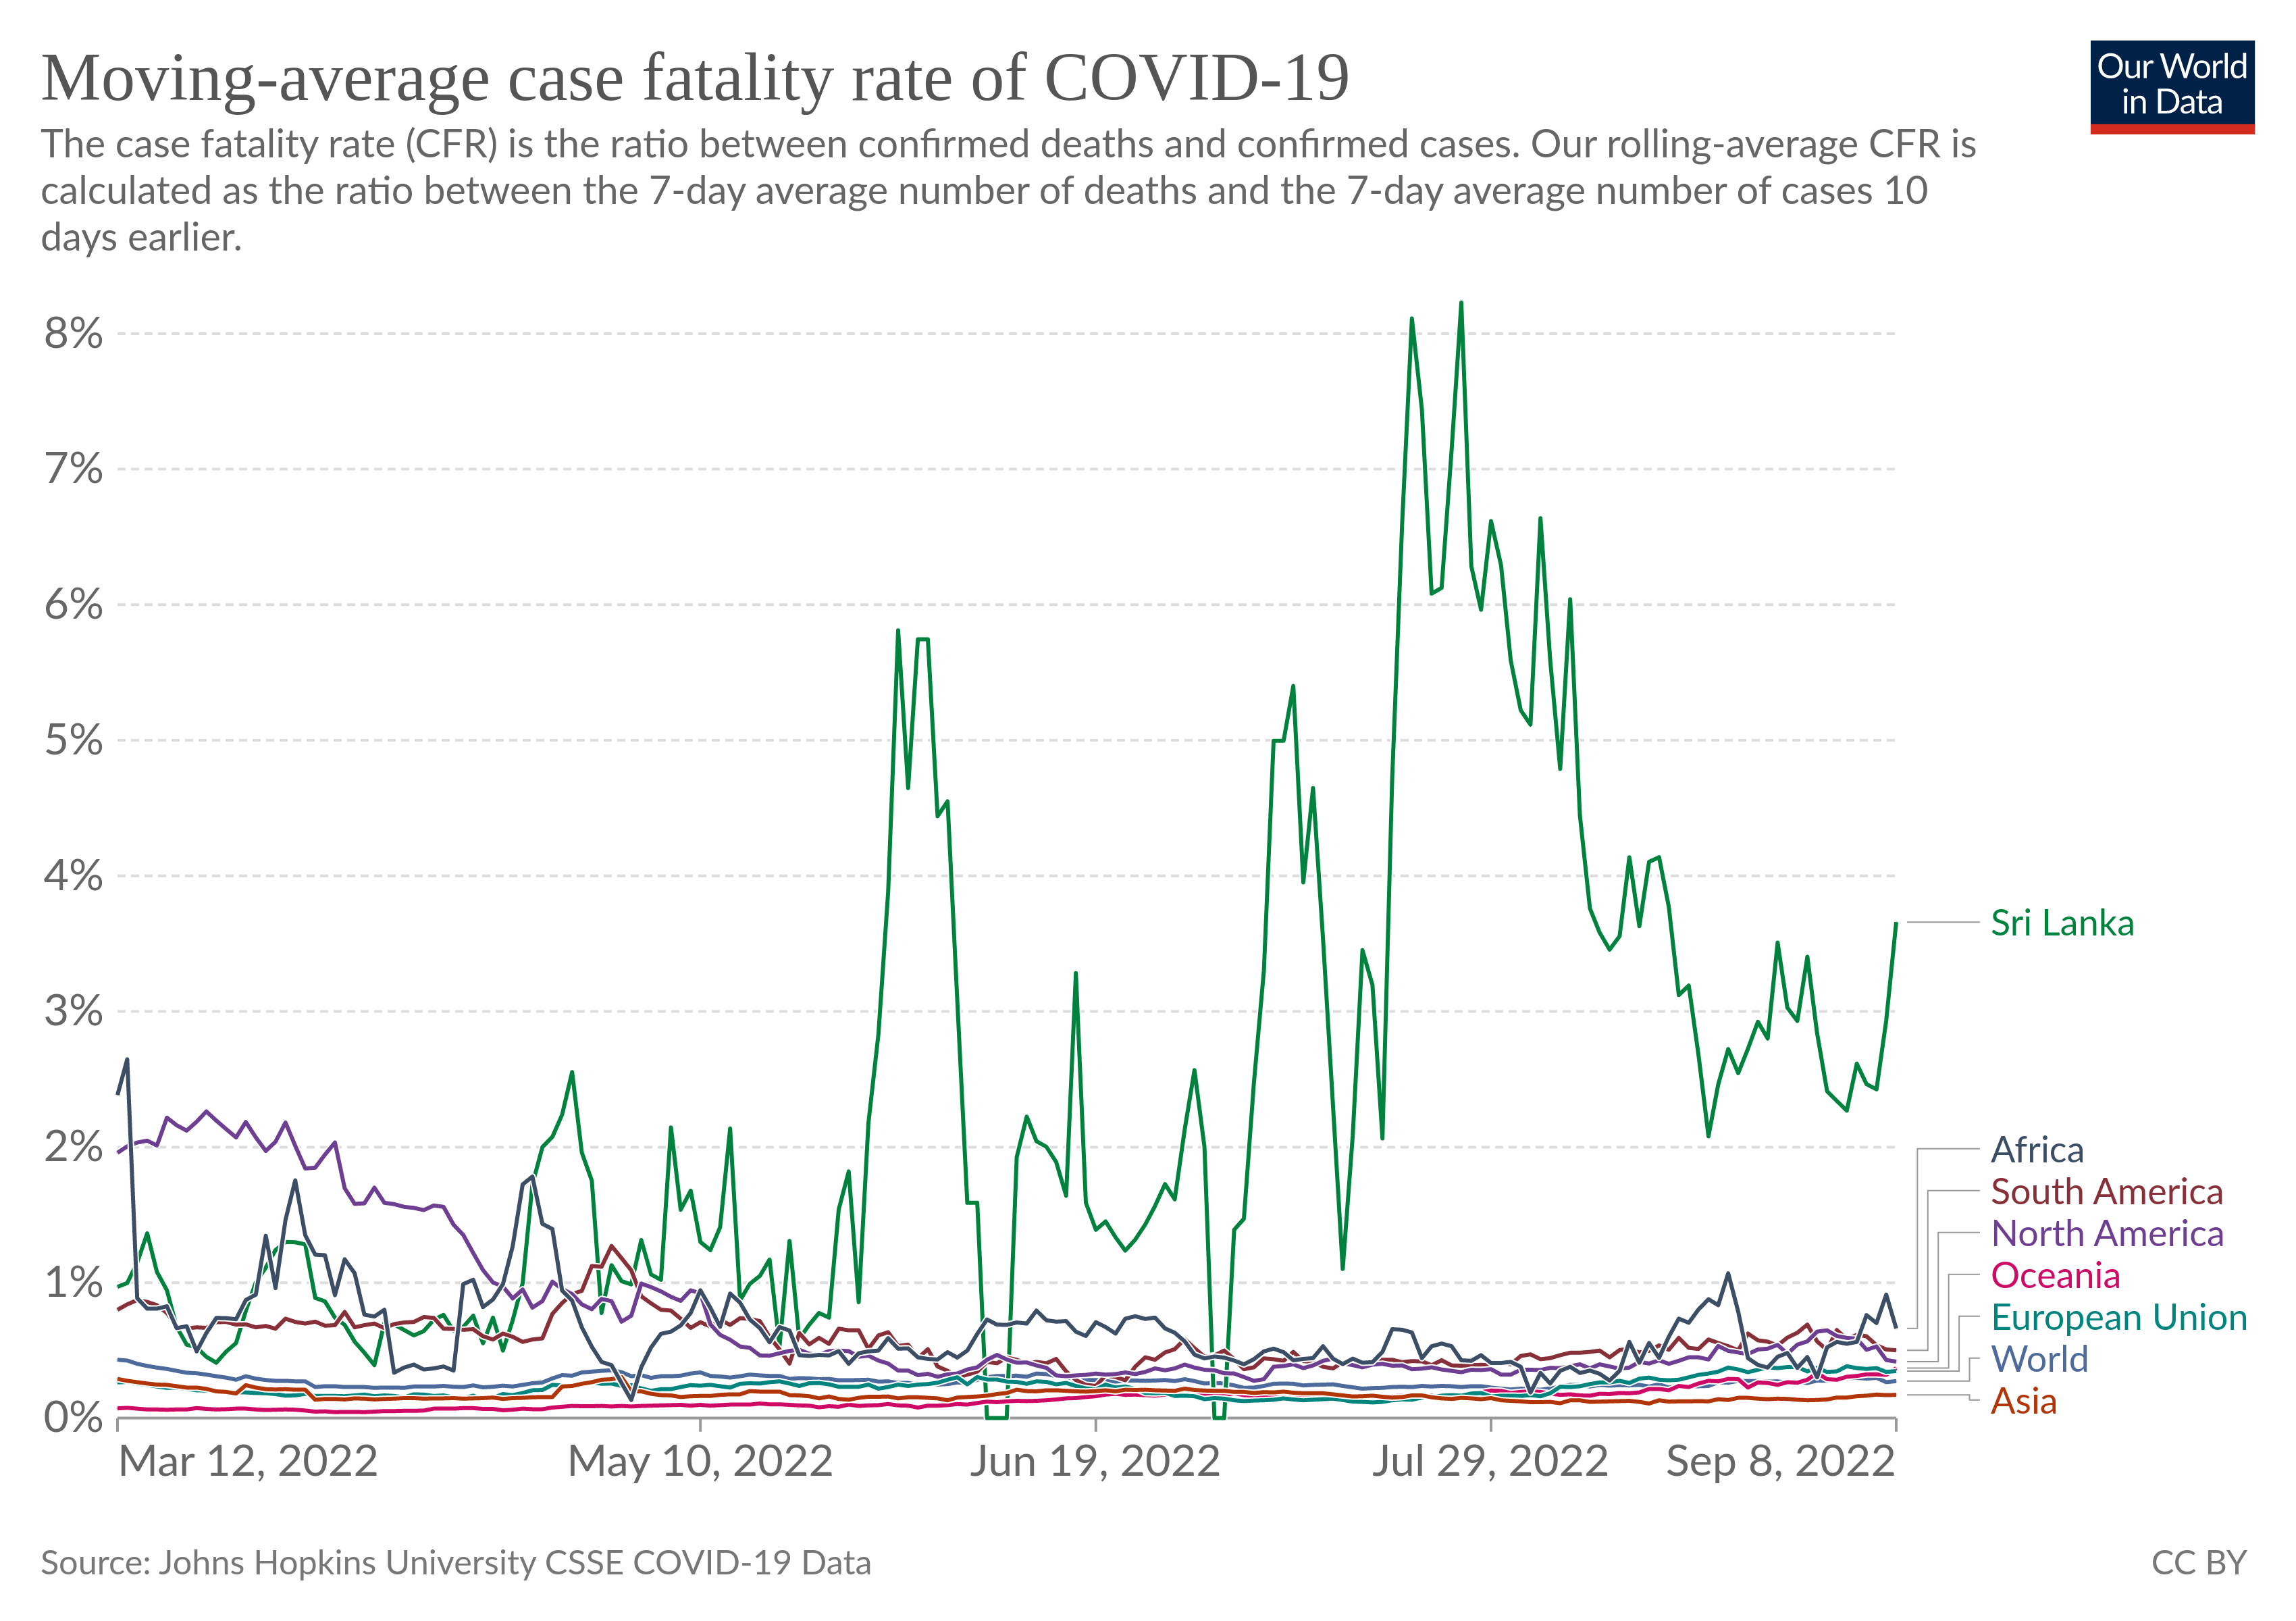 Moving-average case fatality rate of COVID-19
Our World
in Data
The case fatality rate (CFR) is the ratio between confirmed deaths and confirmed cases. Our rolling-average CFR is
calculated as the ratio between the 7-day average number of deaths and the 7-day average number of cases 10
days earlier.
8%
7%
6%
5%
4%
3%
2%
1%
0%
Sri Lanka
Africa
South America
North America
Oceania
European Union
World
Asia
Mar 12, 2022
May 10, 2022
Jun 19, 2022
Jul 29, 2022
Sep 8, 2022
Source: Johns Hopkins University CSSE COVID-19 Data
CC BY